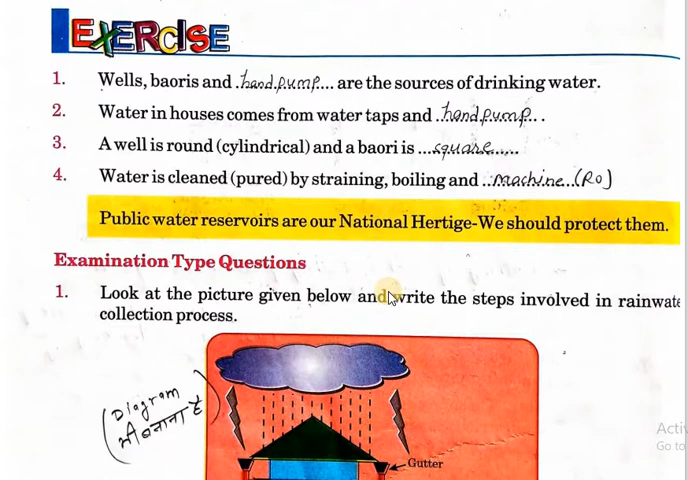 EXERCISE
1. Wells, baoris and .hand.pump... are the sources of drinking water.
2. Water in houses comes from water taps and ..hand.pump...
3. A well is round (cylindrical) and a baori is ...square.....
4. Water is cleaned (pured) by straining, boiling and ...machine..(RO)
Public water reservoirs are our National Hertige-We should protect them.
Examination Type Questions
1. Look at the picture given below and write the steps involved in rainwate
collection process.
(Diagram
भी बनाना है)
Gutter
Activ
Go to